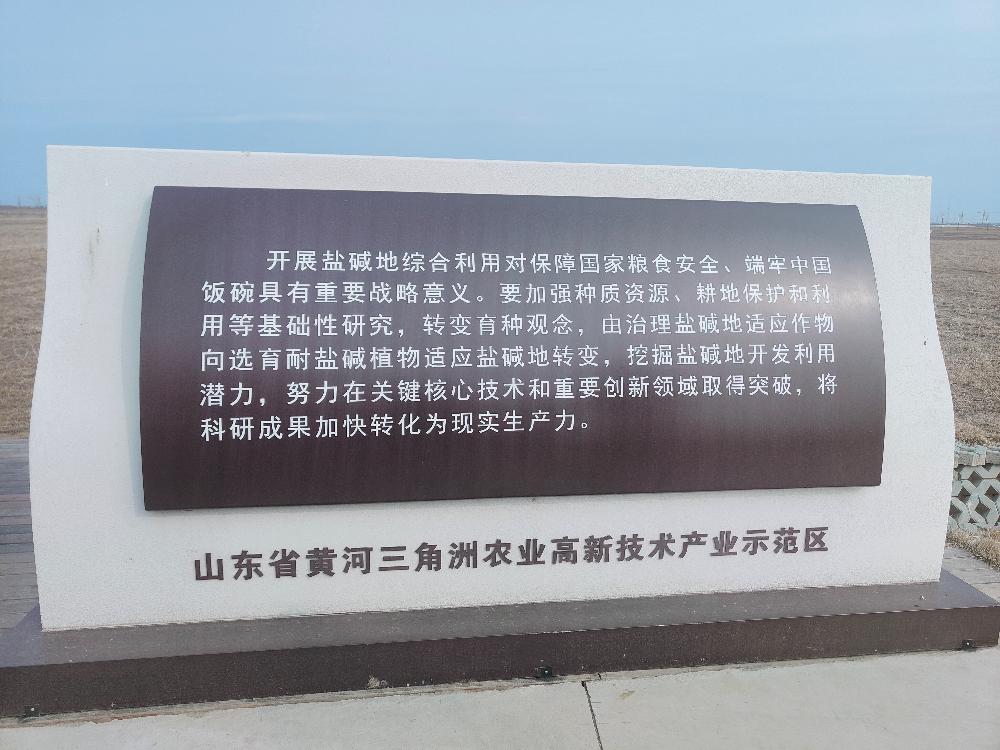 开展盐碱地综合利用对保障国家粮食安全、端牢中国
饭碗具有重要战略意义。要加强种质资源、耕地保护和利
用等基础性研究，转变育种观念，由治理盐碱地适应作物
向选育耐盐碱植物适应盐碱地转变，挖掘盐碱地开发利用
潜力，努力在关键核心技术和重要创新领域取得突破，将
科研成果加快转化为现实生产力。
山东省黄河三角洲农业高新技术产业示范区